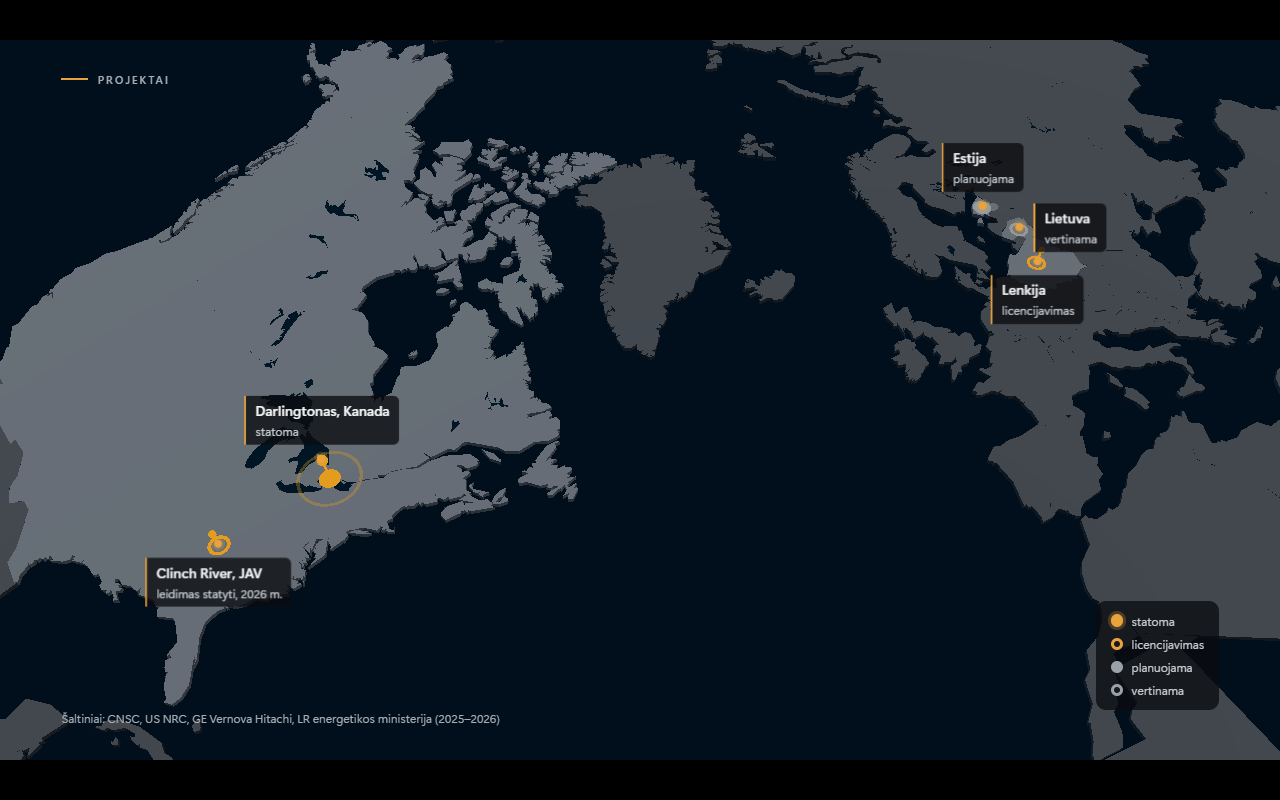 PROJEKTAI
Estija
planuojama
Lietuva
vertinama
Lenkija
licencijavimas
Darlingtonas, Kanada
statoma
Clinch River, JAV
leidimas statyti, 2026 m.
statoma
licencijavimas
planuojama
vertinama
Šaltiniai: CNSC, US NRC, GE Vernova Hitachi, LR energetikos ministerija (2025–2026)